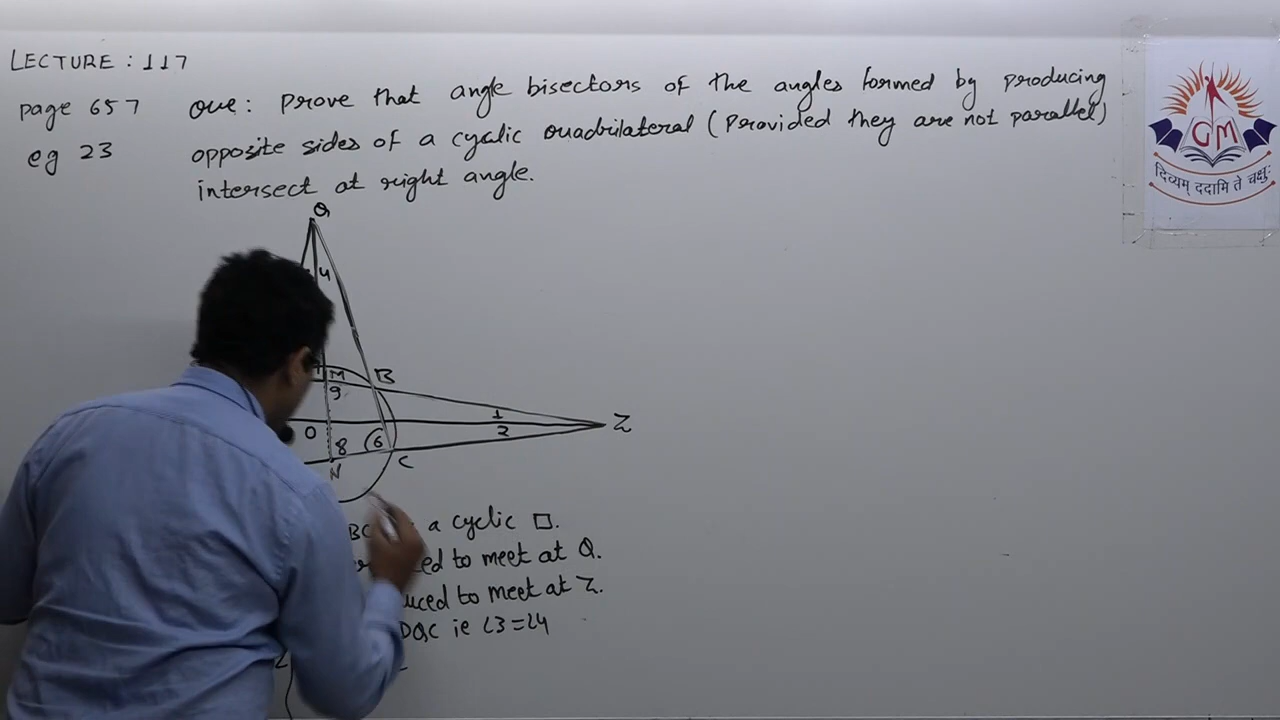 LECTURE : 117
page 657
eg 23
Que : Prove that angle bisectors of the angles formed by producing
opposite sides of a cyclic Quadrilateral (Provided they are not parallel)
intersect at right angle.
Q
4
M B
9
1
Z
O
2
8 6
N C
a cyclic □.
to meet at Q.
to meet at Z.
DQC ie ∠3=∠4
GM
दिव्यम् ददामि ते चक्षुः